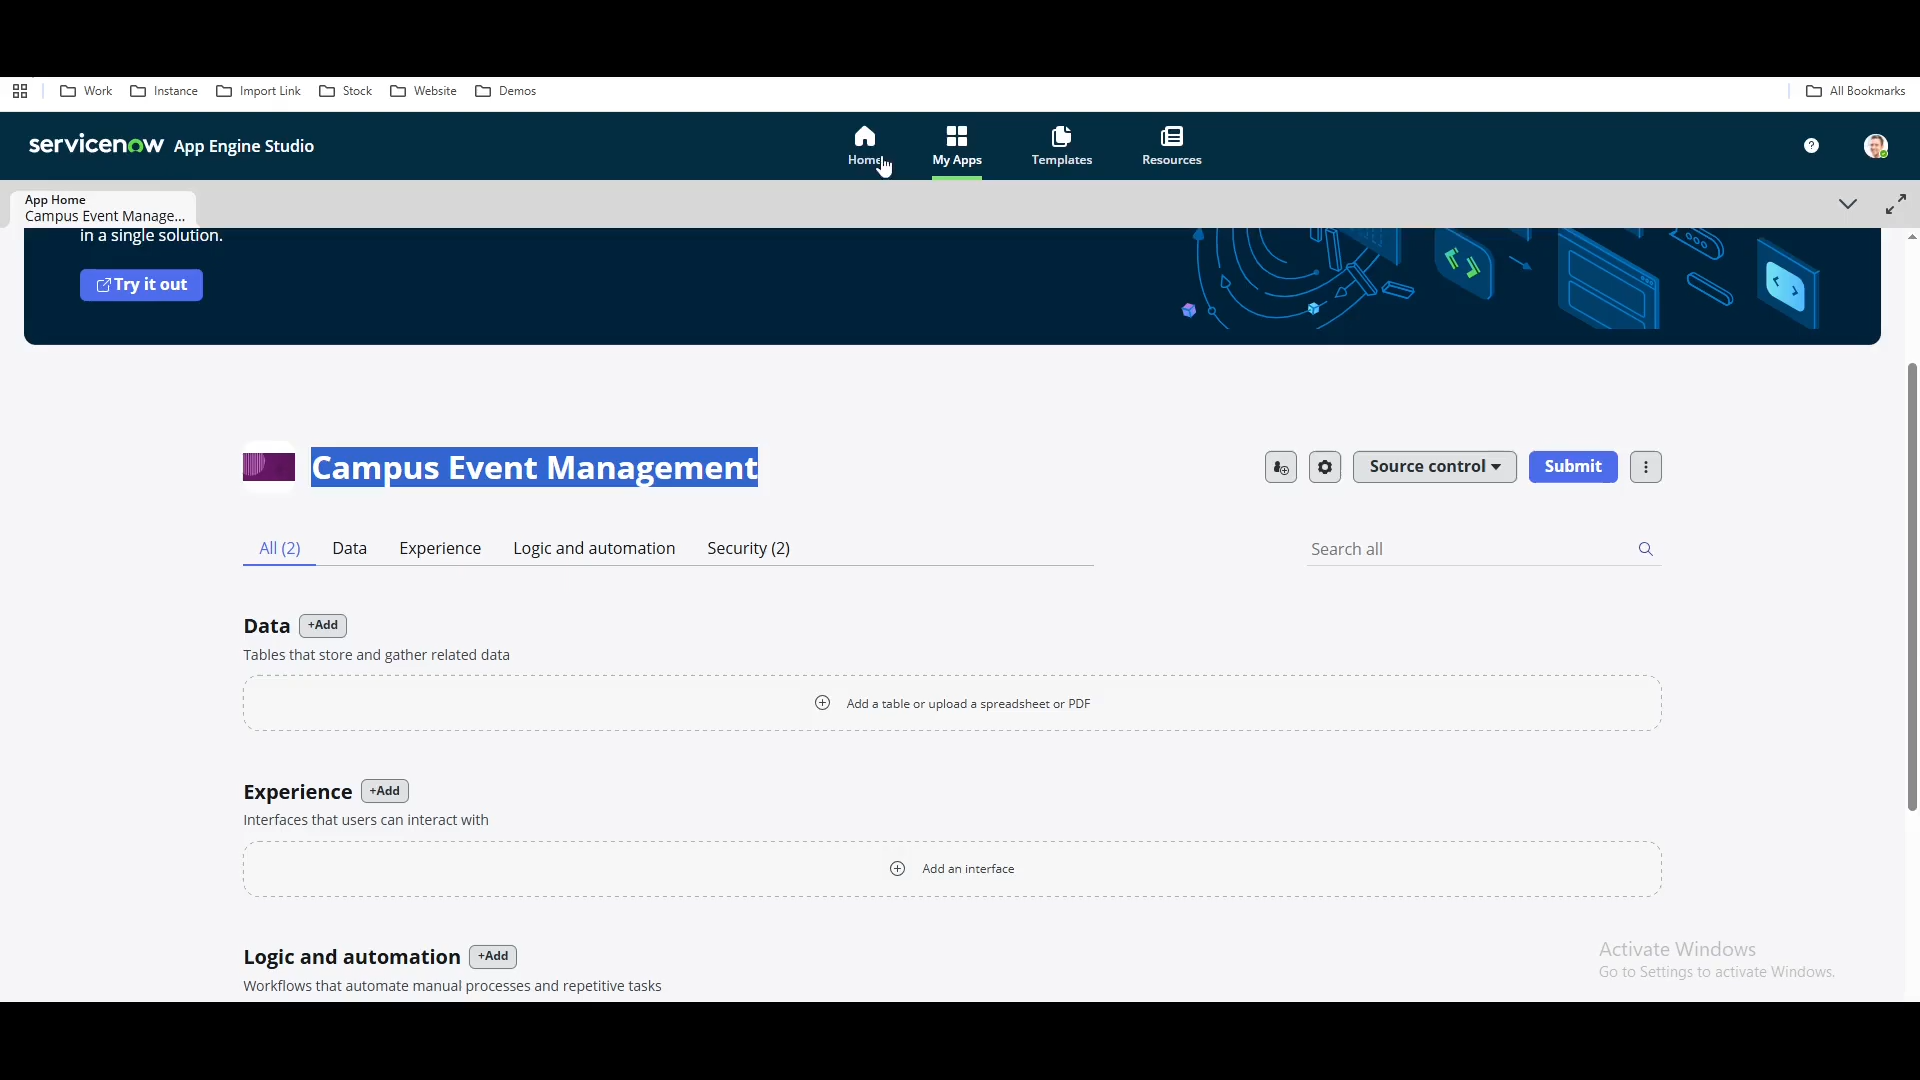 Work Instance Import Link Stock Website Demos All Bookmarks
servicenow App Engine Studio
Home My Apps Templates Resources
App Home
Campus Event Manage...
in a single solution.
Try it out
Campus Event Management
Source control Submit
All (2) Data Experience Logic and automation Security (2) Search all
Data +Add
Tables that store and gather related data
Add a table or upload a spreadsheet or PDF
Experience +Add
Interfaces that users can interact with
Add an interface
Logic and automation +Add
Workflows that automate manual processes and repetitive tasks
Activate Windows
Go to Settings to activate Windows.